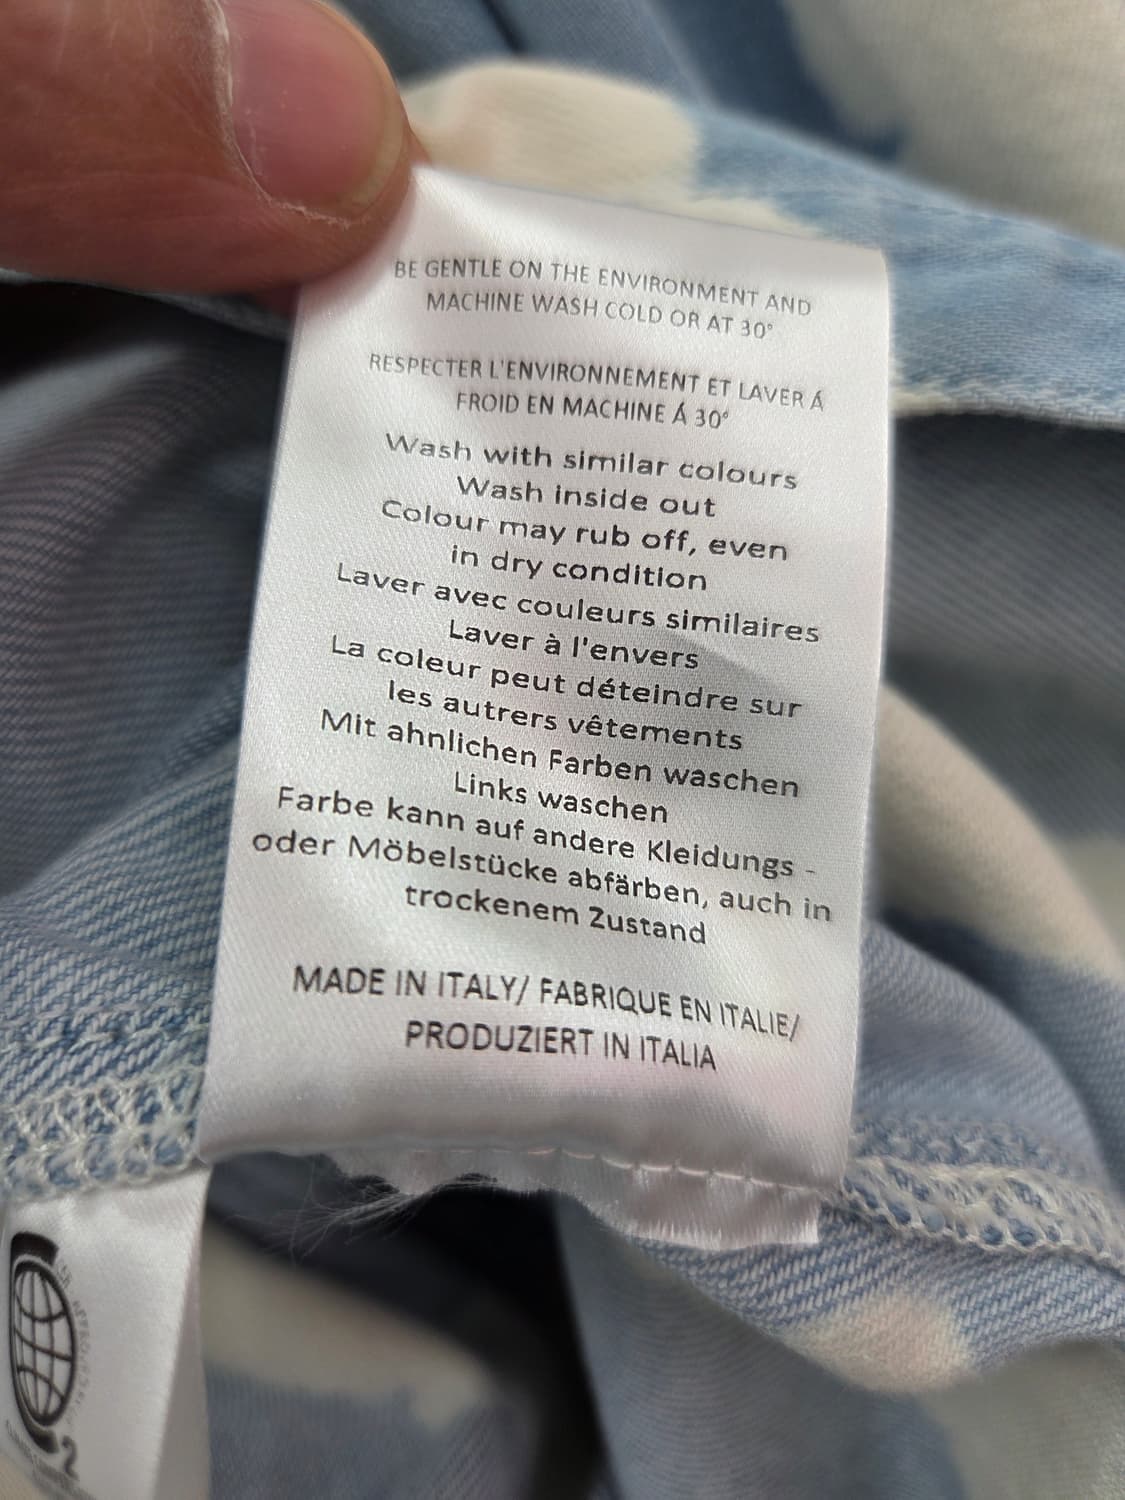 BE GENTLE ON THE ENVIRONMENT AND
MACHINE WASH COLD OR AT 30°
RESPECTER L'ENVIRONNEMENT ET LAVER Á
FROID EN MACHINE Á 30°
Wash with similar colours
Wash inside out
Colour may rub off, even
in dry condition
Laver avec couleurs similaires
Laver à l'envers
La coleur peut déteindre sur
les autrers vêtements
Mit ahnlichen Farben waschen
Links waschen
Farbe kann auf andere Kleidungs -
oder Möbelstücke abfärben, auch in
trockenem Zustand
MADE IN ITALY/ FABRIQUE EN ITALIE/
PRODUZIERT IN ITALIA
2